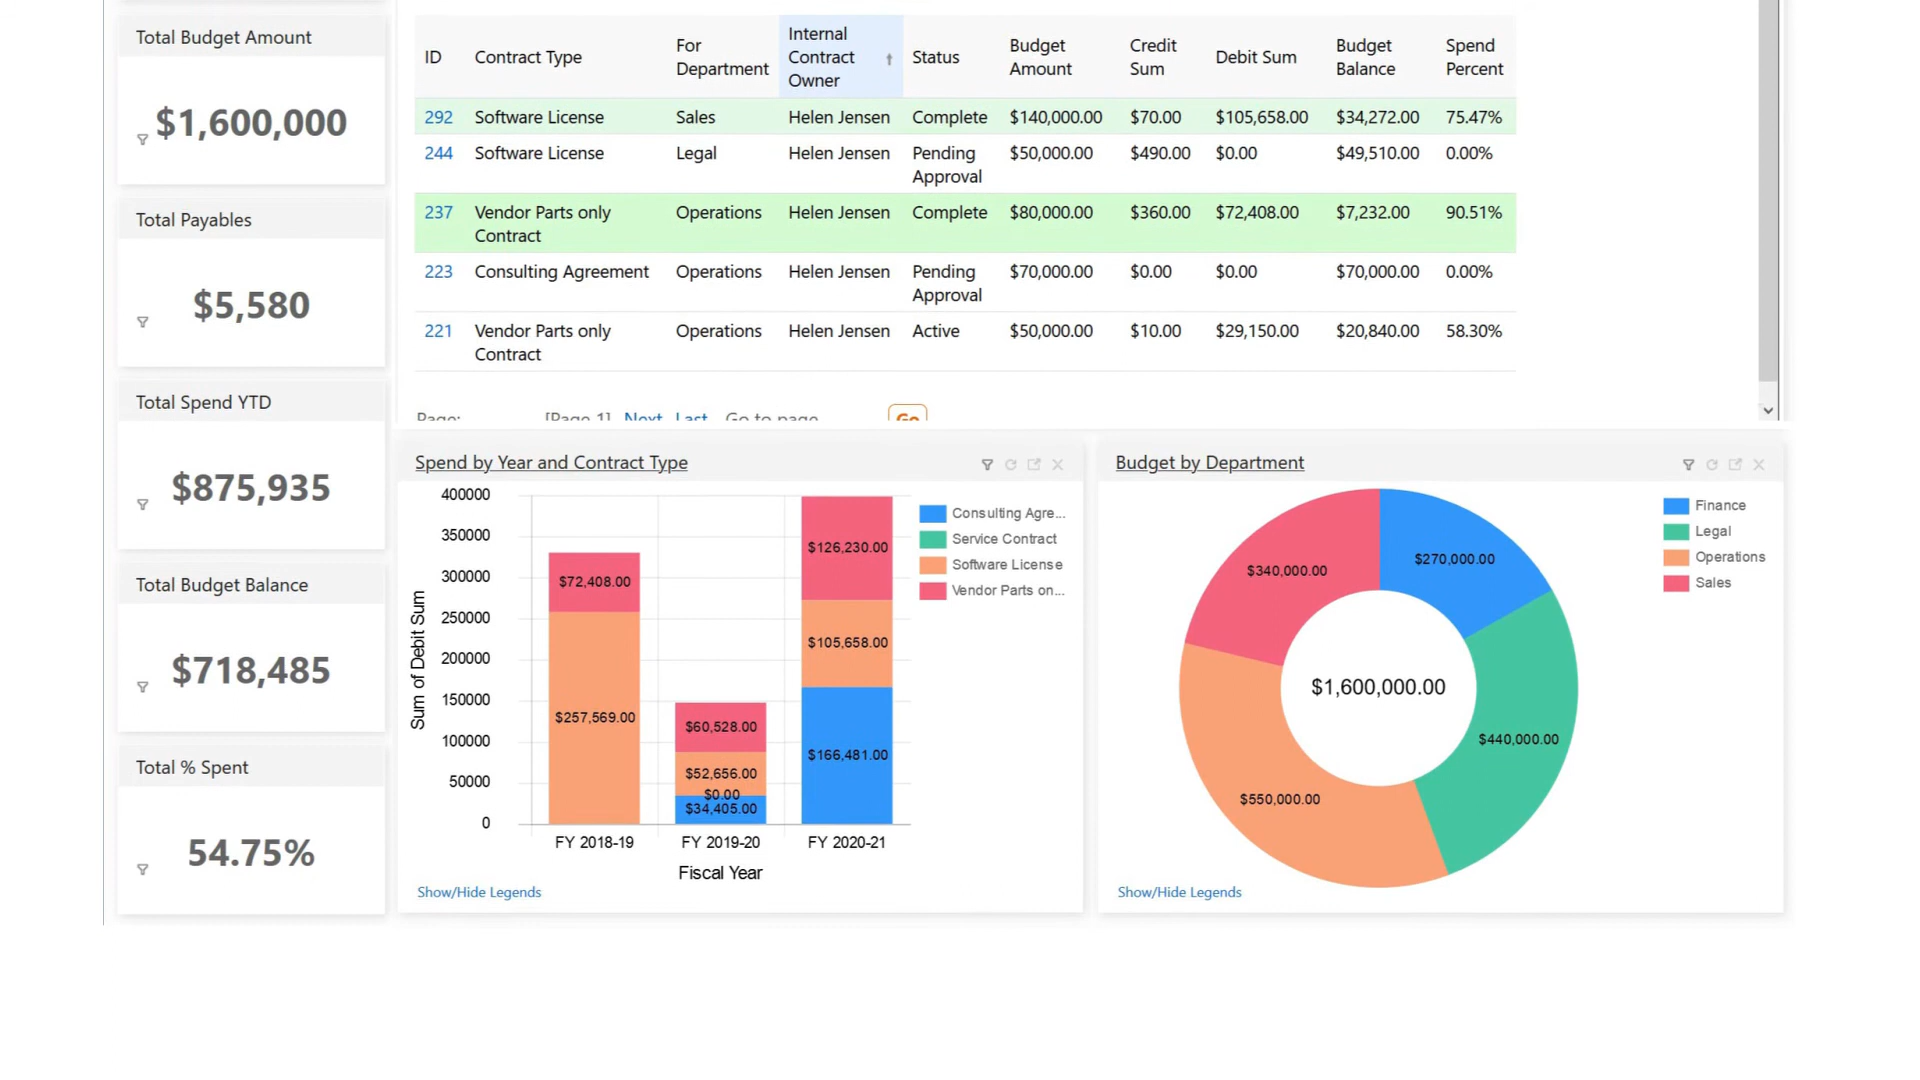 Total Budget Amount
$1,600,000
Total Payables
$5,580
Total Spend YTD
$875,935
Total Budget Balance
$718,485
Total % Spent
54.75%
ID Contract Type For Department Internal Contract Owner Status Budget Amount Credit Sum Debit Sum Budget Balance Spend Percent
292 Software License Sales Helen Jensen Complete $140,000.00 $70.00 $105,658.00 $34,272.00 75.47%
244 Software License Legal Helen Jensen Pending Approval $50,000.00 $490.00 $0.00 $49,510.00 0.00%
237 Vendor Parts only Contract Operations Helen Jensen Complete $80,000.00 $360.00 $72,408.00 $7,232.00 90.51%
223 Consulting Agreement Operations Helen Jensen Pending Approval $70,000.00 $0.00 $0.00 $70,000.00 0.00%
221 Vendor Parts only Contract Operations Helen Jensen Active $50,000.00 $10.00 $29,150.00 $20,840.00 58.30%
Page: [Page 1] Next Last Go to page Go
Spend by Year and Contract Type
400000
350000
300000
250000
200000
150000
100000
50000
0
Sum of Debit Sum
$72,408.00
$257,569.00
$60,528.00
$52,656.00
$0.00
$34,405.00
$126,230.00
$105,658.00
$166,481.00
FY 2018-19 FY 2019-20 FY 2020-21
Fiscal Year
Consulting Agre...
Service Contract
Software License
Vendor Parts on...
Show/Hide Legends
Budget by Department
$270,000.00
$340,000.00
$1,600,000.00
$440,000.00
$550,000.00
Finance
Legal
Operations
Sales
Show/Hide Legends